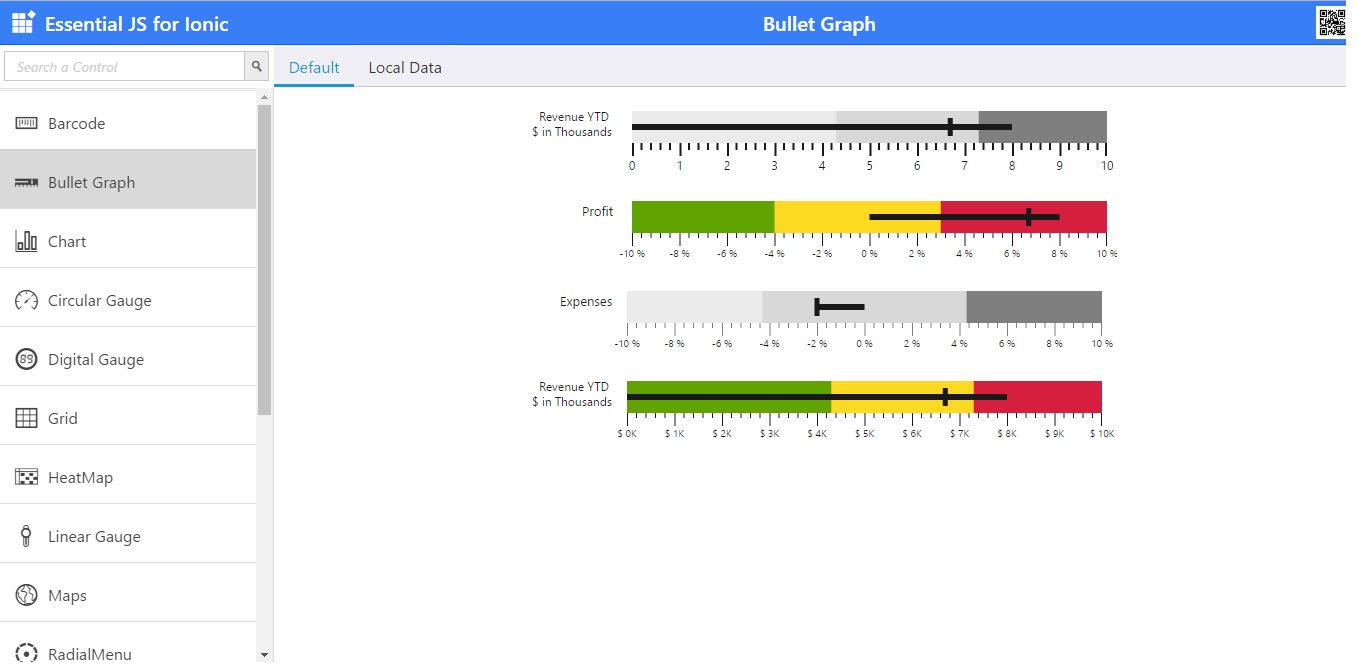 Essential JS for Ionic
Bullet Graph
Search a Control
Default
Local Data
Barcode
Bullet Graph
Chart
Circular Gauge
89
Digital Gauge
Grid
HeatMap
Linear Gauge
Maps
RadialMenu
Revenue YTD
$ in Thousands
0 1 2 3 4 5 6 7 8 9 10
Profit
-10 % -8 % -6 % -4 % -2 % 0 % 2 % 4 % 6 % 8 % 10 %
Expenses
-10 % -8 % -6 % -4 % -2 % 0 % 2 % 4 % 6 % 8 % 10 %
Revenue YTD
$ in Thousands
$ 0K $ 1K $ 2K $ 3K $ 4K $ 5K $ 6K $ 7K $ 8K $ 9K $ 10K